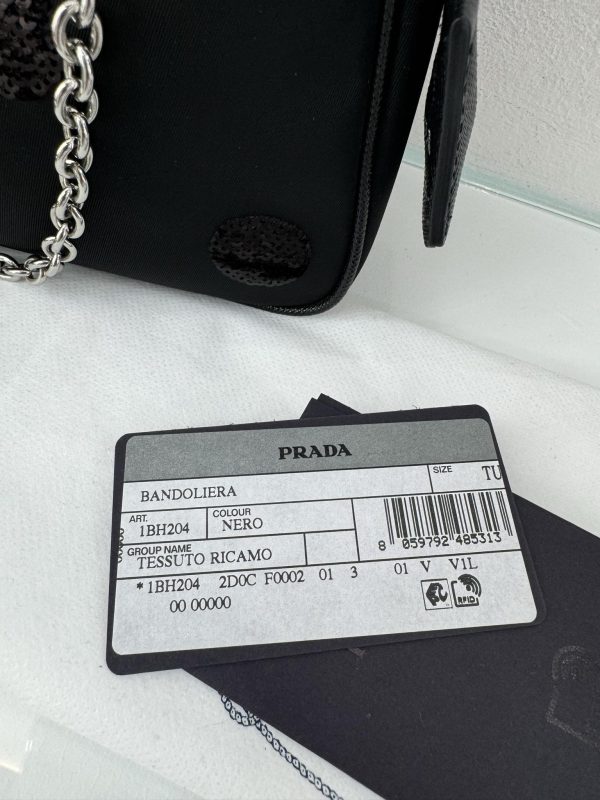 PRADA
BANDOLIERA
SIZE TU
ART. 1BH204
COLOUR NERO
8 059792 485313
GROUP NAME
TESSUTO RICAMO
*1BH204 2D0C F0002 01 3 01 V V1L
00 00000
RFID